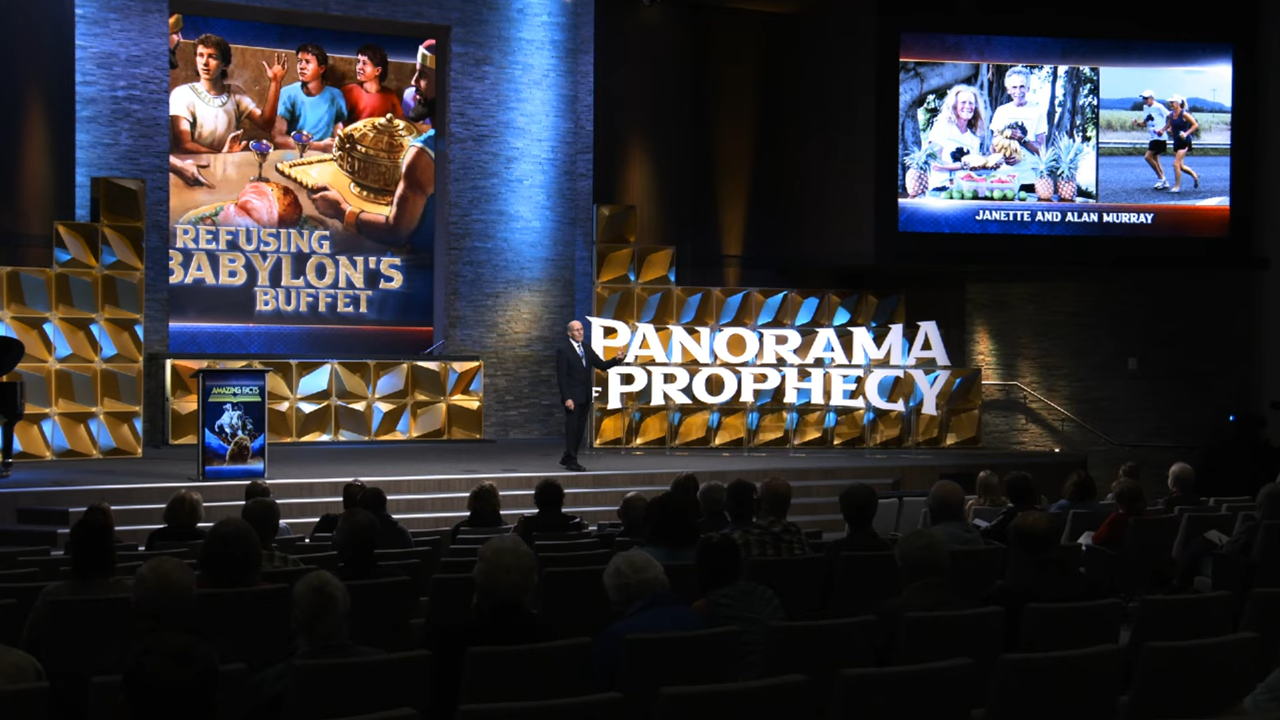 REFUSING
BABYLON'S
BUFFET
JANETTE AND ALAN MURRAY
PANORAMA
PROPHECY
AMAZING FACTS